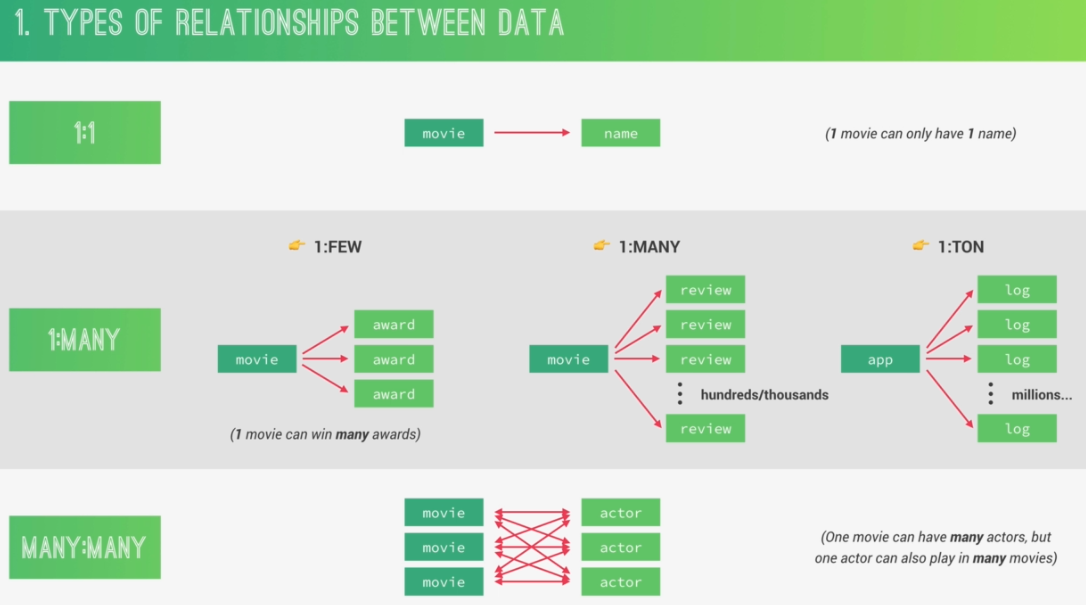 1. TYPES OF RELATIONSHIPS BETWEEN DATA
1:1
movie
name
(1 movie can only have 1 name)
1:MANY
👉 1:FEW
movie
award
award
award
(1 movie can win many awards)
👉 1:MANY
movie
review
review
review
hundreds/thousands
review
👉 1:TON
app
log
log
log
millions...
log
MANY:MANY
movie
movie
movie
actor
actor
actor
(One movie can have many actors, but
one actor can also play in many movies)